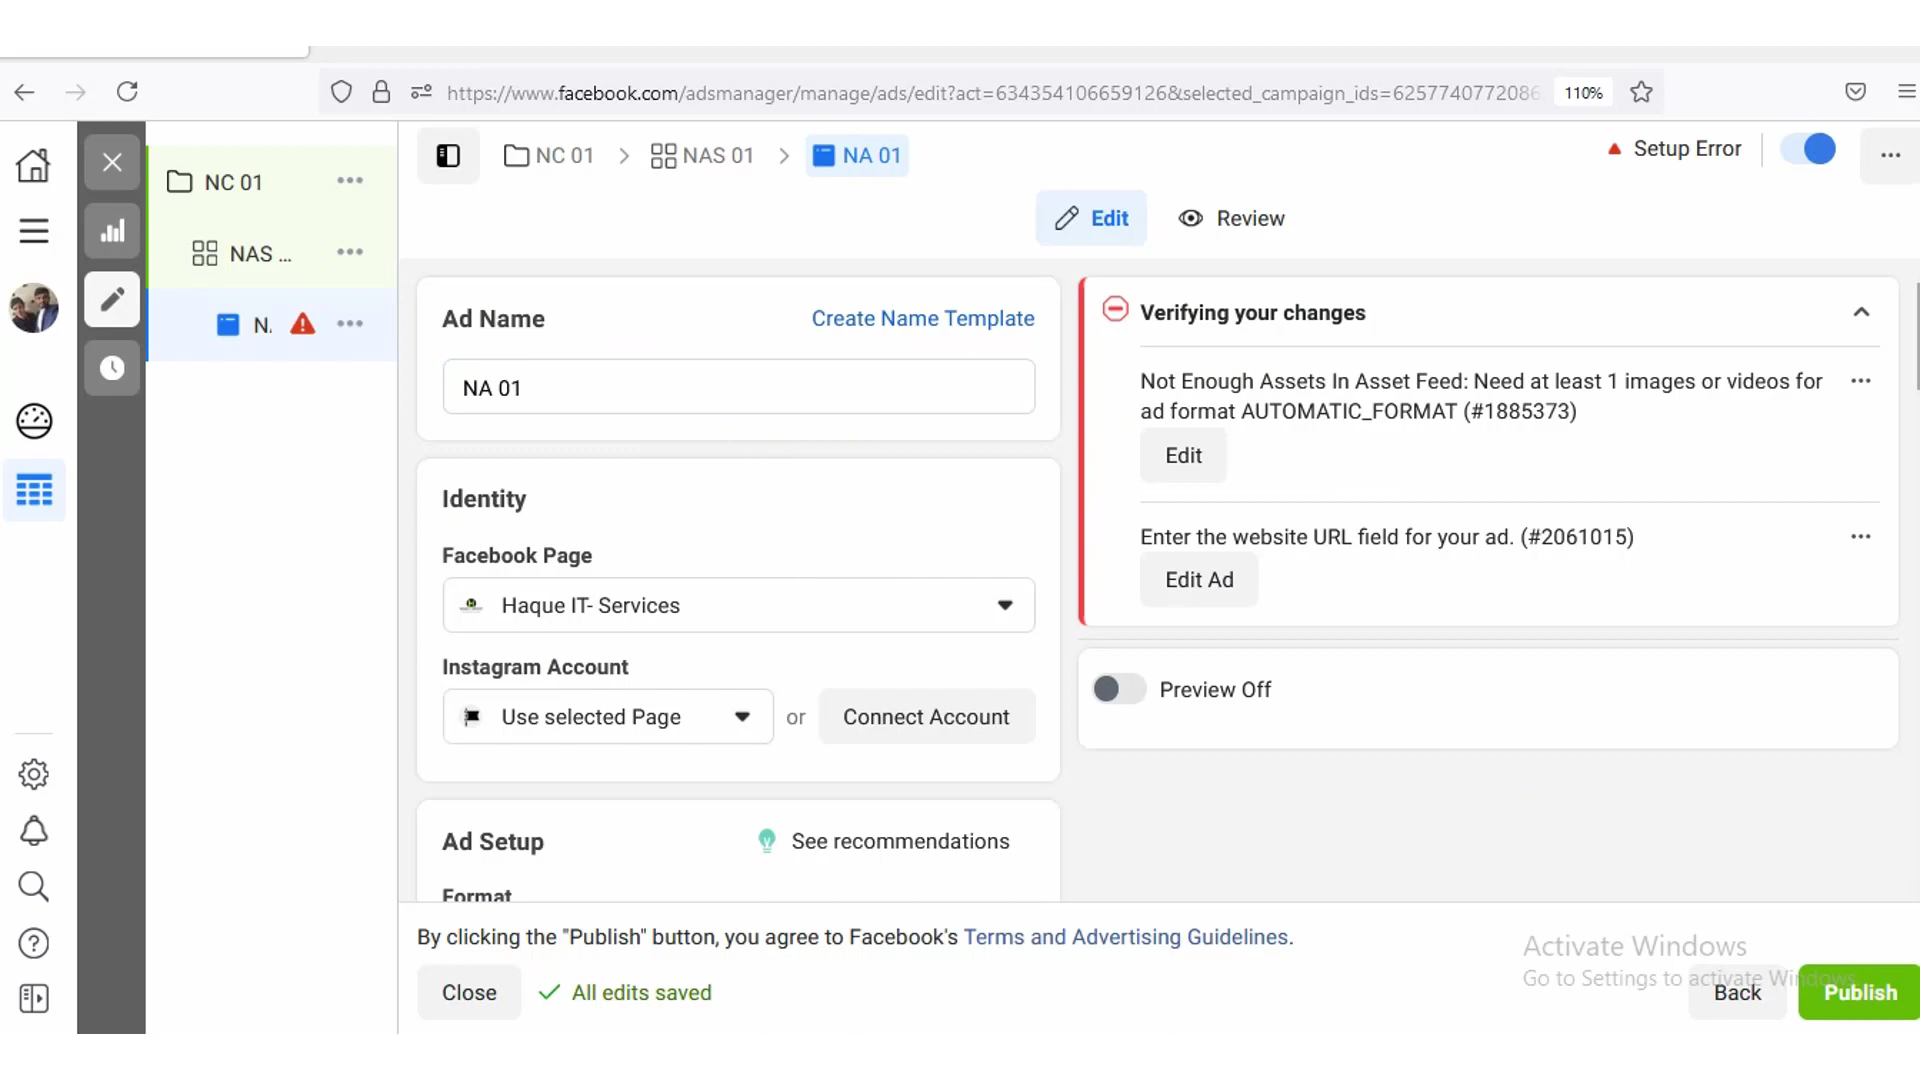 https://www.facebook.com/adsmanager/manage/ads/edit?act=634354106659126&selected_campaign_ids=6257740772086
110%
NC 01
NAS 01
NA 01
Setup Error
NC 01
NAS ...
N.
Edit
Review
Ad Name
Create Name Template
NA 01
Identity
Facebook Page
Haque IT- Services
Instagram Account
Use selected Page
or
Connect Account
Ad Setup
See recommendations
Format
Verifying your changes
Not Enough Assets In Asset Feed: Need at least 1 images or videos for
ad format AUTOMATIC_FORMAT (#1885373)
Edit
Enter the website URL field for your ad. (#2061015)
Edit Ad
Preview Off
By clicking the "Publish" button, you agree to Facebook's Terms and Advertising Guidelines.
Close
All edits saved
Activate Windows
Go to Settings to activate Windows.
Back
Publish